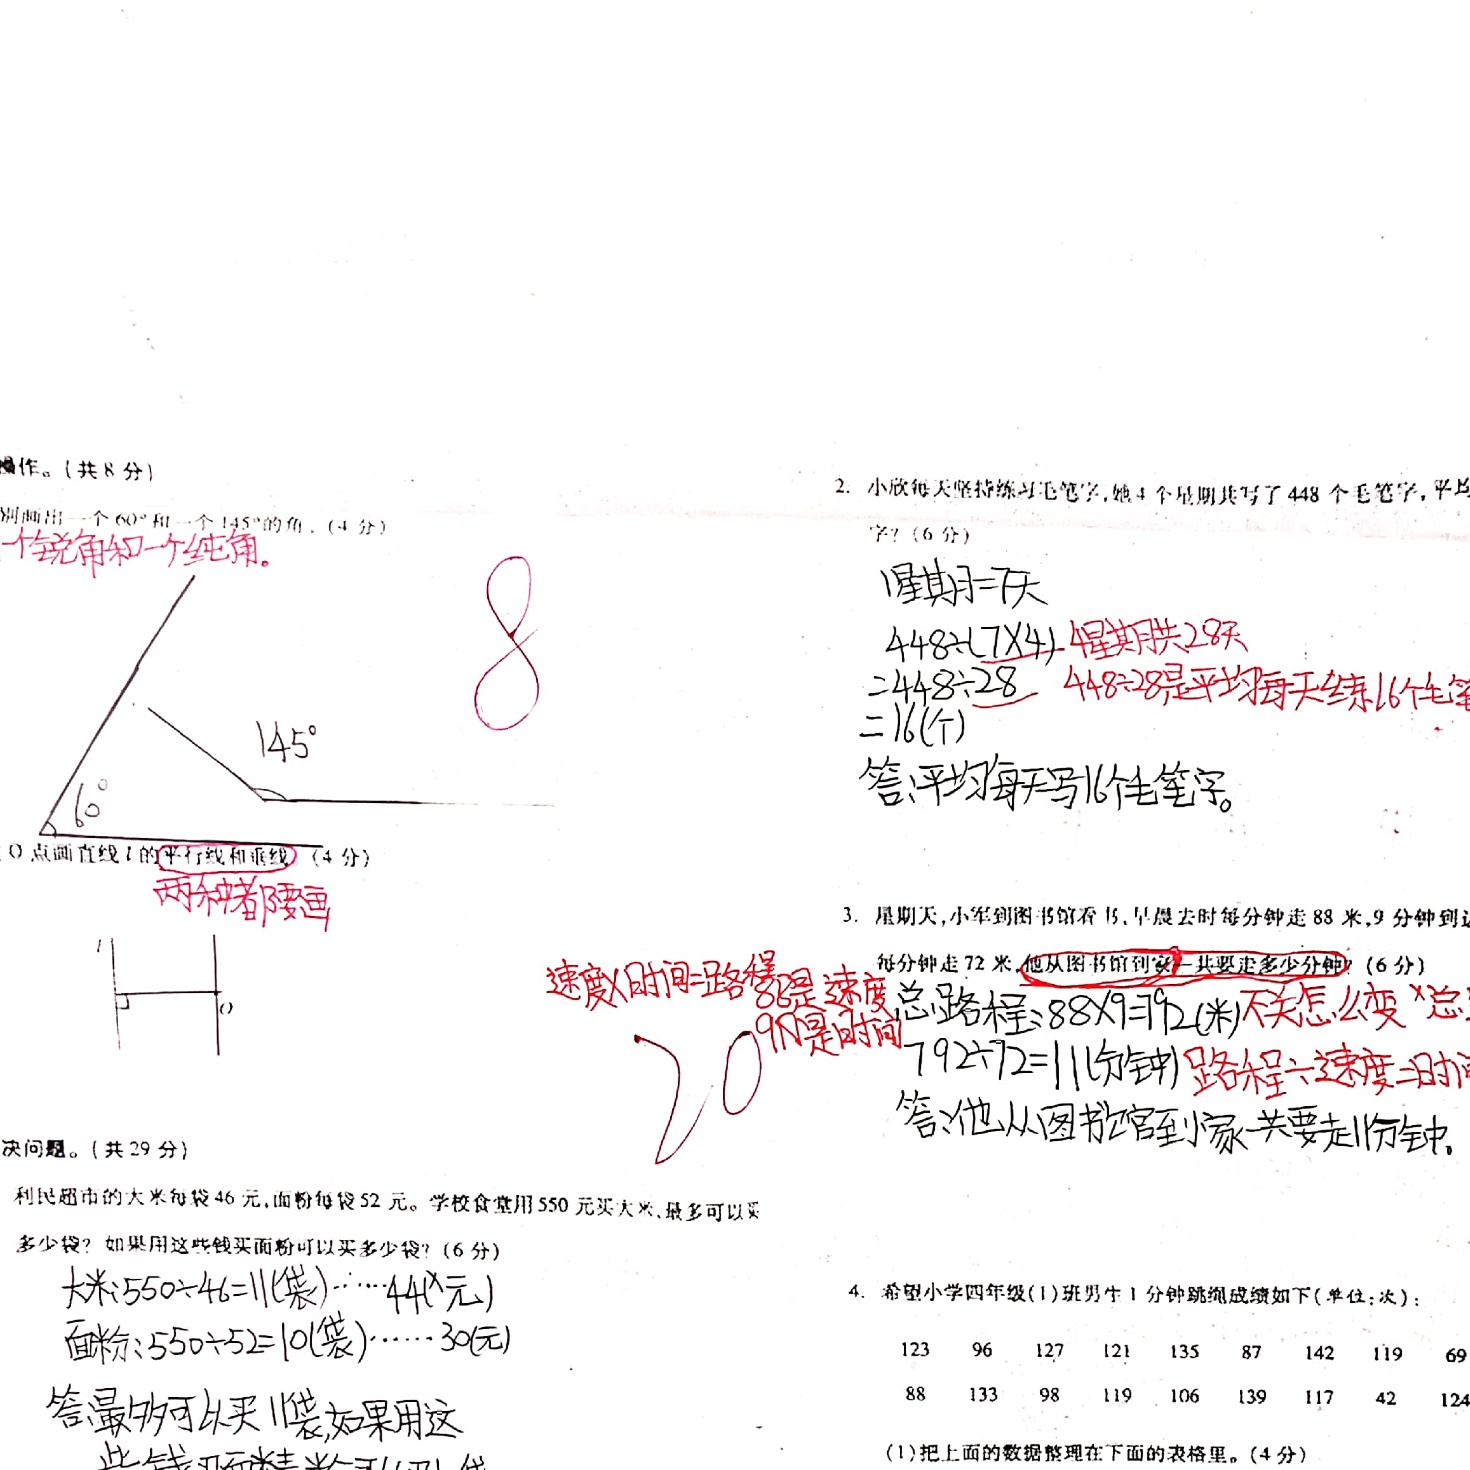 操作。(共 8 分)
别画出一个 60° 和一个 145° 的角. (4 分)
一个锐角和一个钝角。
8
145°
60°
O 点画直线 l 的平行线和垂线 (4 分)
两种都要画
l
O
决问题。(共 29 分)
利民超市的大米每袋 46 元,面粉每袋 52 元。学校食堂用 550 元买大米,最多可以买
多少袋? 如果用这些钱买面粉可以买多少袋? (6 分)
大米:550÷46=11(袋)······44(元)
面粉:550÷52=10(袋)······30(元)
答:最多可以买11袋,如果用这
2. 小欣每天坚持练习毛笔字,她 4 个星期共写了 448 个毛笔字,平均
字? (6 分)
1星期=7天
448÷(7×4) 4星期共28天
=448÷28 448÷28是平均每天练16个毛笔
=16(个)
答:平均每天写16个毛笔字。
3. 星期天,小军到图书馆看书,早晨去时每分钟走 88 米,9 分钟到达
每分钟走 72 米,他从图书馆到家一共要走多少分钟? (6 分)
速度×时间=路程
88是速度
9分是时间
20
总路程:88×9=792(米) 不关怎么变 总
792÷72=11(分钟) 路程÷速度=时间
答:他从图书馆到家一共要走11分钟。
4. 希望小学四年级(1)班男生 1 分钟跳绳成绩如下(单位:次):
123 96 127 121 135 87 142 119 69
88 133 98 119 106 139 117 42 124
(1)把上面的数据整理在下面的表格里。(4 分)